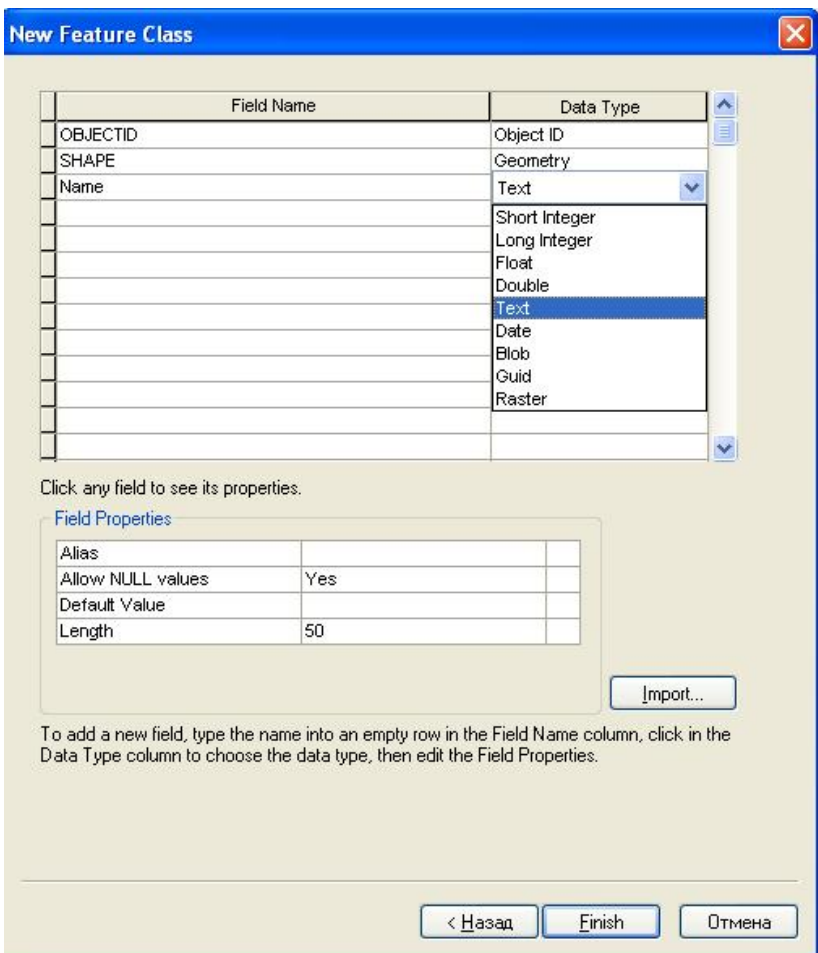 New Feature Class
Field Name Data Type
OBJECTID Object ID
SHAPE Geometry
Name Text
Short Integer
Long Integer
Float
Double
Text
Date
Blob
Guid
Raster
Click any field to see its properties.
Field Properties
Alias
Allow NULL values Yes
Default Value
Length 50
Import...
To add a new field, type the name into an empty row in the Field Name column, click in the
Data Type column to choose the data type, then edit the Field Properties.
< Назад Finish Отмена